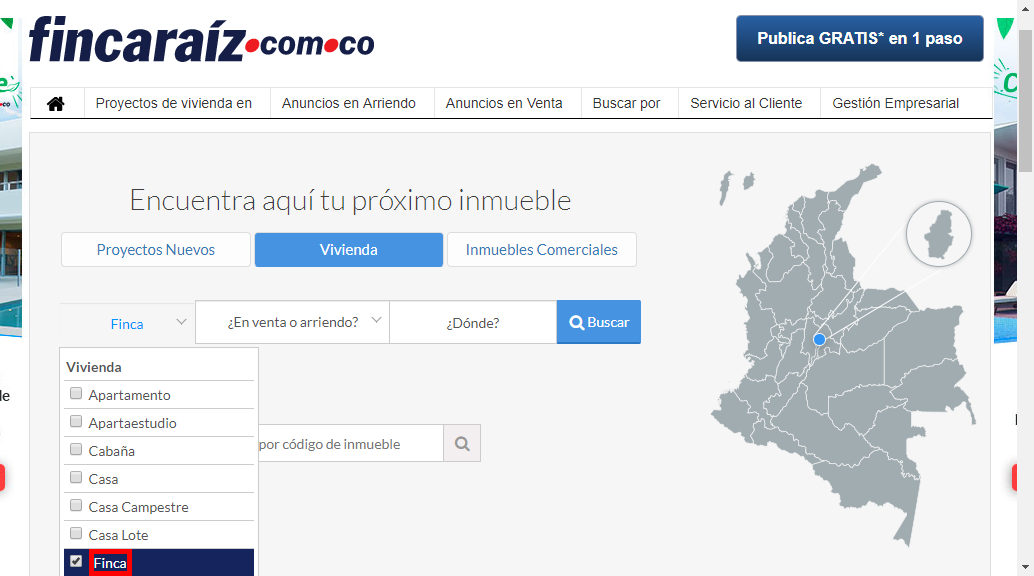 fincaraíz.com.co
Publica GRATIS* en 1 paso
Proyectos de vivienda en
Anuncios en Arriendo
Anuncios en Venta
Buscar por
Servicio al Cliente
Gestión Empresarial
Encuentra aquí tu próximo inmueble
Proyectos Nuevos
Vivienda
Inmuebles Comerciales
Finca
¿En venta o arriendo?
¿Dónde?
Buscar
Vivienda
Apartamento
Apartaestudio
Cabaña
por código de inmueble
Casa
Casa Campestre
Casa Lote
Finca